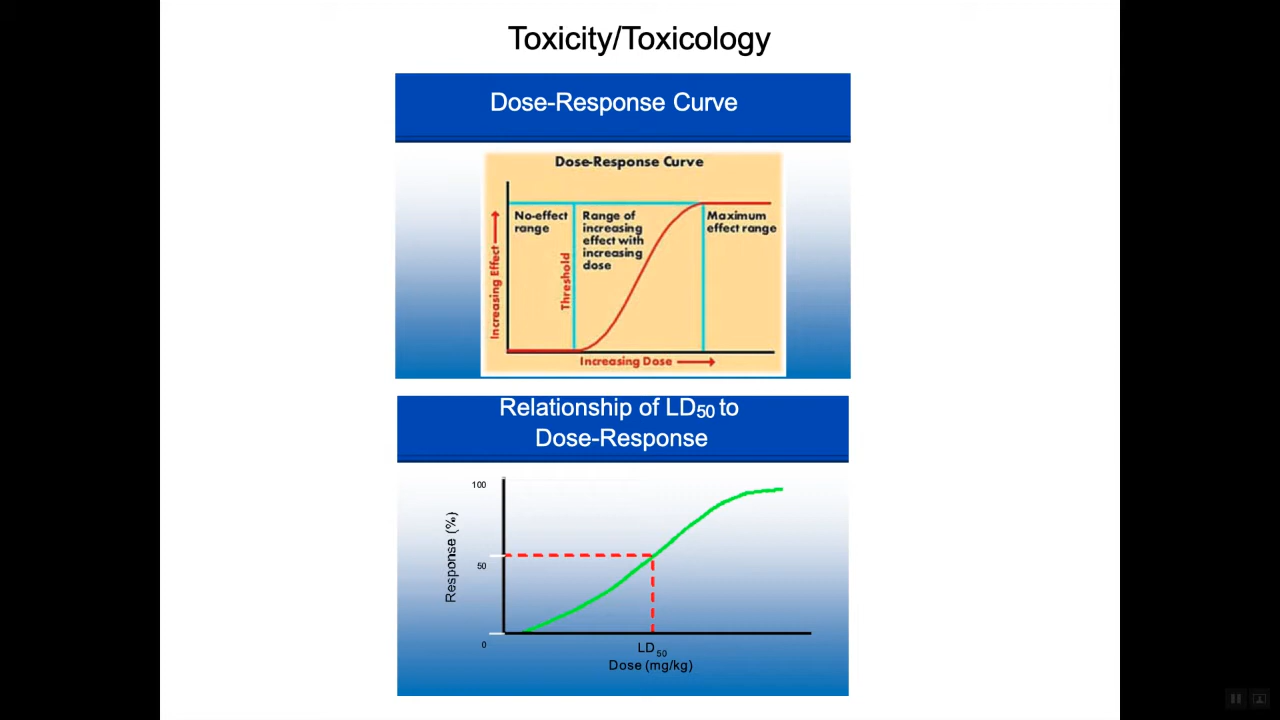 Toxicity/Toxicology
Dose-Response Curve
Dose-Response Curve
No-effect
range
Threshold
Range of
increasing
effect with
increasing
dose
Maximum
effect range
Increasing Effect
Increasing Dose
Relationship of LD50 to
Dose-Response
100
50
0
Response (%)
LD50
Dose (mg/kg)